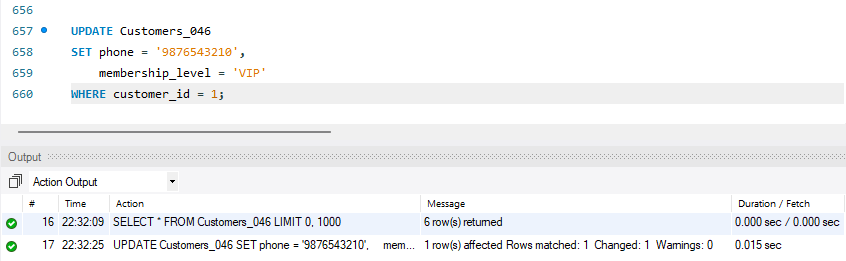 656
657 UPDATE Customers_046
658 SET phone = '9876543210',
659     membership_level = 'VIP'
660 WHERE customer_id = 1;
Output
Action Output
# Time Action Message Duration / Fetch
16 22:32:09 SELECT * FROM Customers_046 LIMIT 0, 1000 6 row(s) returned 0.000 sec / 0.000 sec
17 22:32:25 UPDATE Customers_046 SET phone = '9876543210',     mem... 1 row(s) affected Rows matched: 1  Changed: 1  Warnings: 0 0.015 sec